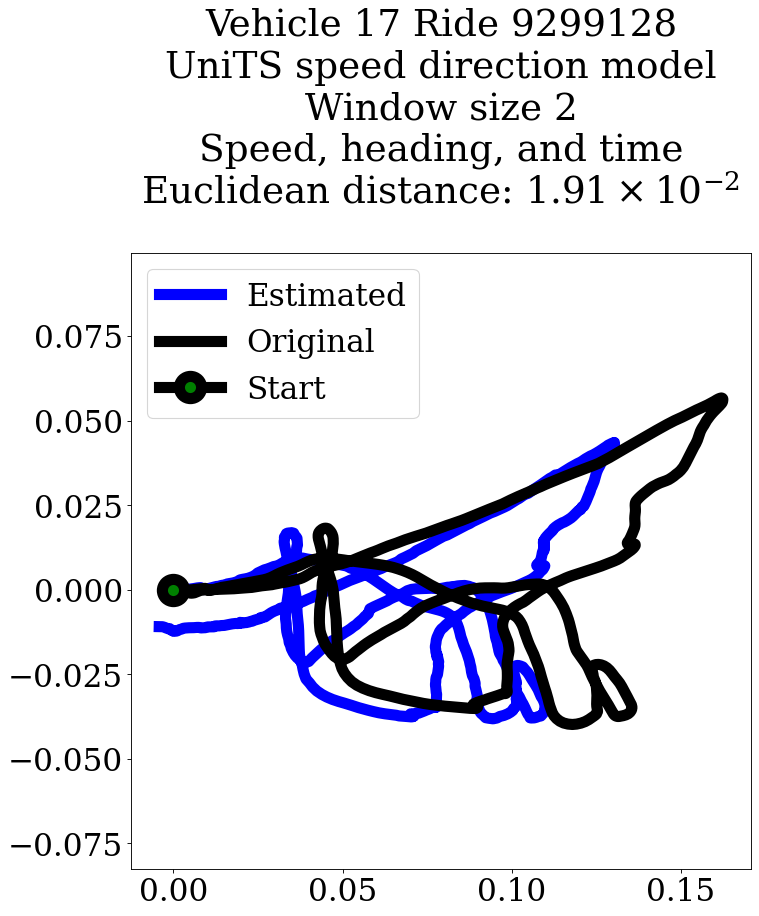 Vehicle 17 Ride 9299128
UniTS speed direction model
Window size 2
Speed, heading, and time
Euclidean distance: 1.91 × 10⁻²
Estimated
Original
Start
0.075
0.050
0.025
0.000
−0.025
−0.050
−0.075
0.00 0.05 0.10 0.15